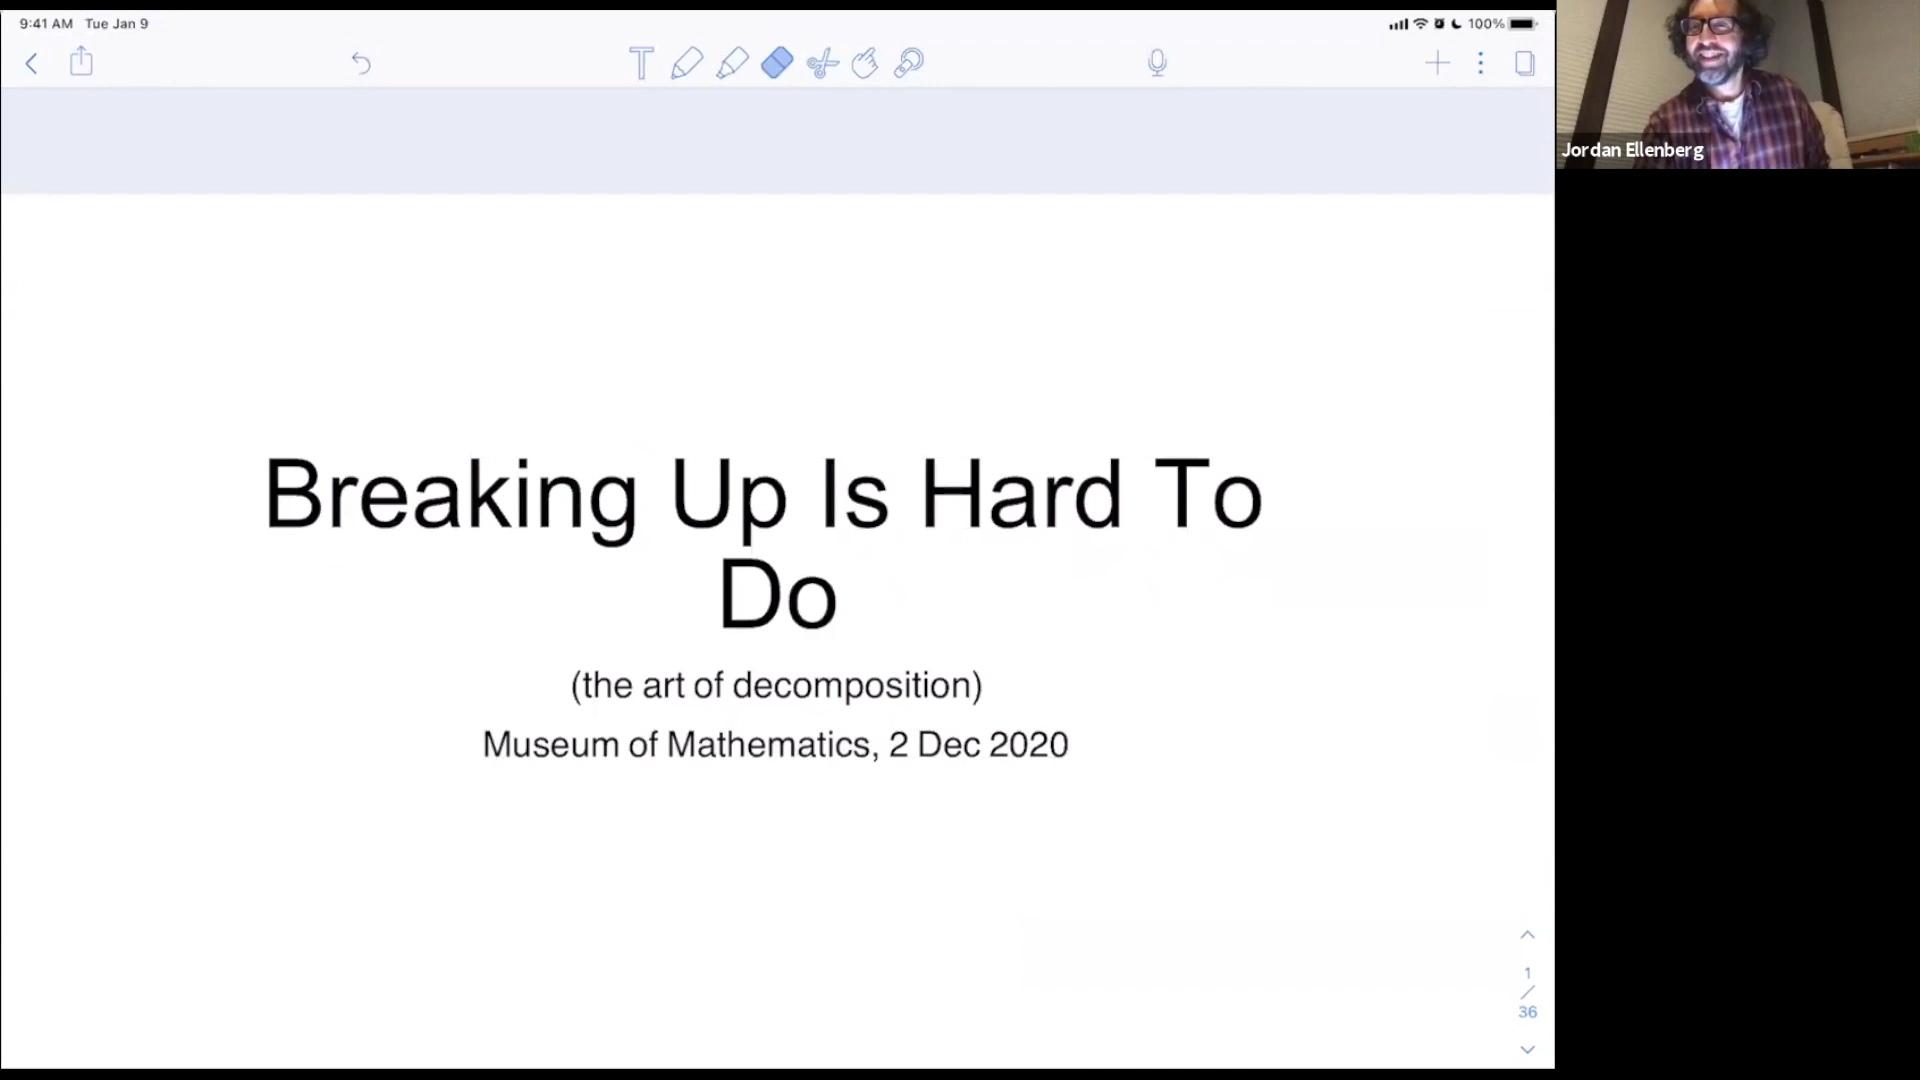 9:41 AM Tue Jan 9
100%
Jordan Ellenberg
Breaking Up Is Hard To
Do
(the art of decomposition)
Museum of Mathematics, 2 Dec 2020
1
/
36